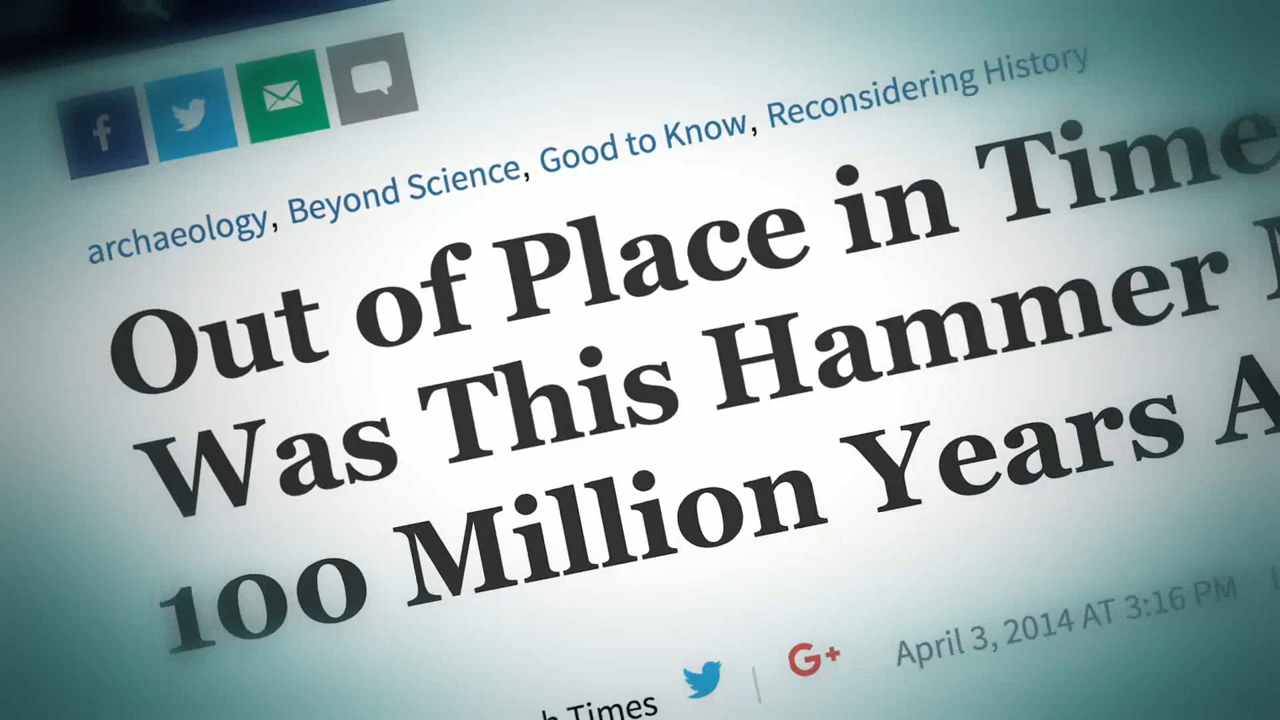 archaeology, Beyond Science, Good to Know, Reconsidering History
Out of Place in Time
Was This Hammer
100 Million Years A
April 3, 2014 AT 3:16 PM
Times